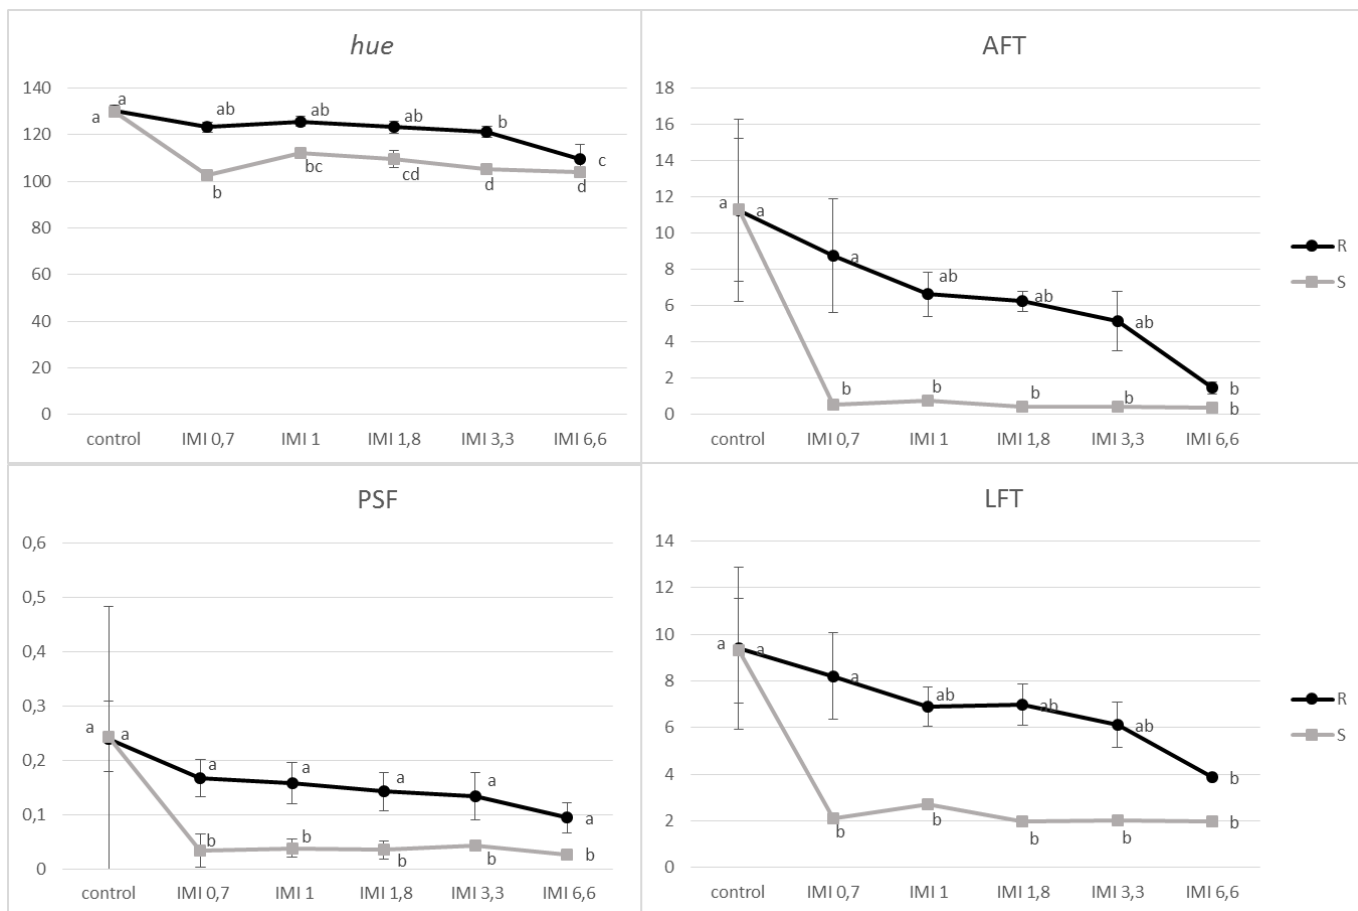 hue
140
120
100
80
60
40
20
0
a
a
ab
ab
ab
b
c
b
bc
cd
d
d
control IMI 0,7 IMI 1 IMI 1,8 IMI 3,3 IMI 6,6
AFT
18
16
14
12
10
8
6
4
2
0
a
a
a
ab
ab
ab
b
b
b
b
b
b
control IMI 0,7 IMI 1 IMI 1,8 IMI 3,3 IMI 6,6
R
S
PSF
0,6
0,5
0,4
0,3
0,2
0,1
0
a
a
a
a
a
a
a
b
b
b
b
b
control IMI 0,7 IMI 1 IMI 1,8 IMI 3,3 IMI 6,6
LFT
14
12
10
8
6
4
2
0
a
a
a
ab
ab
ab
b
b
b
b
b
b
control IMI 0,7 IMI 1 IMI 1,8 IMI 3,3 IMI 6,6
R
S